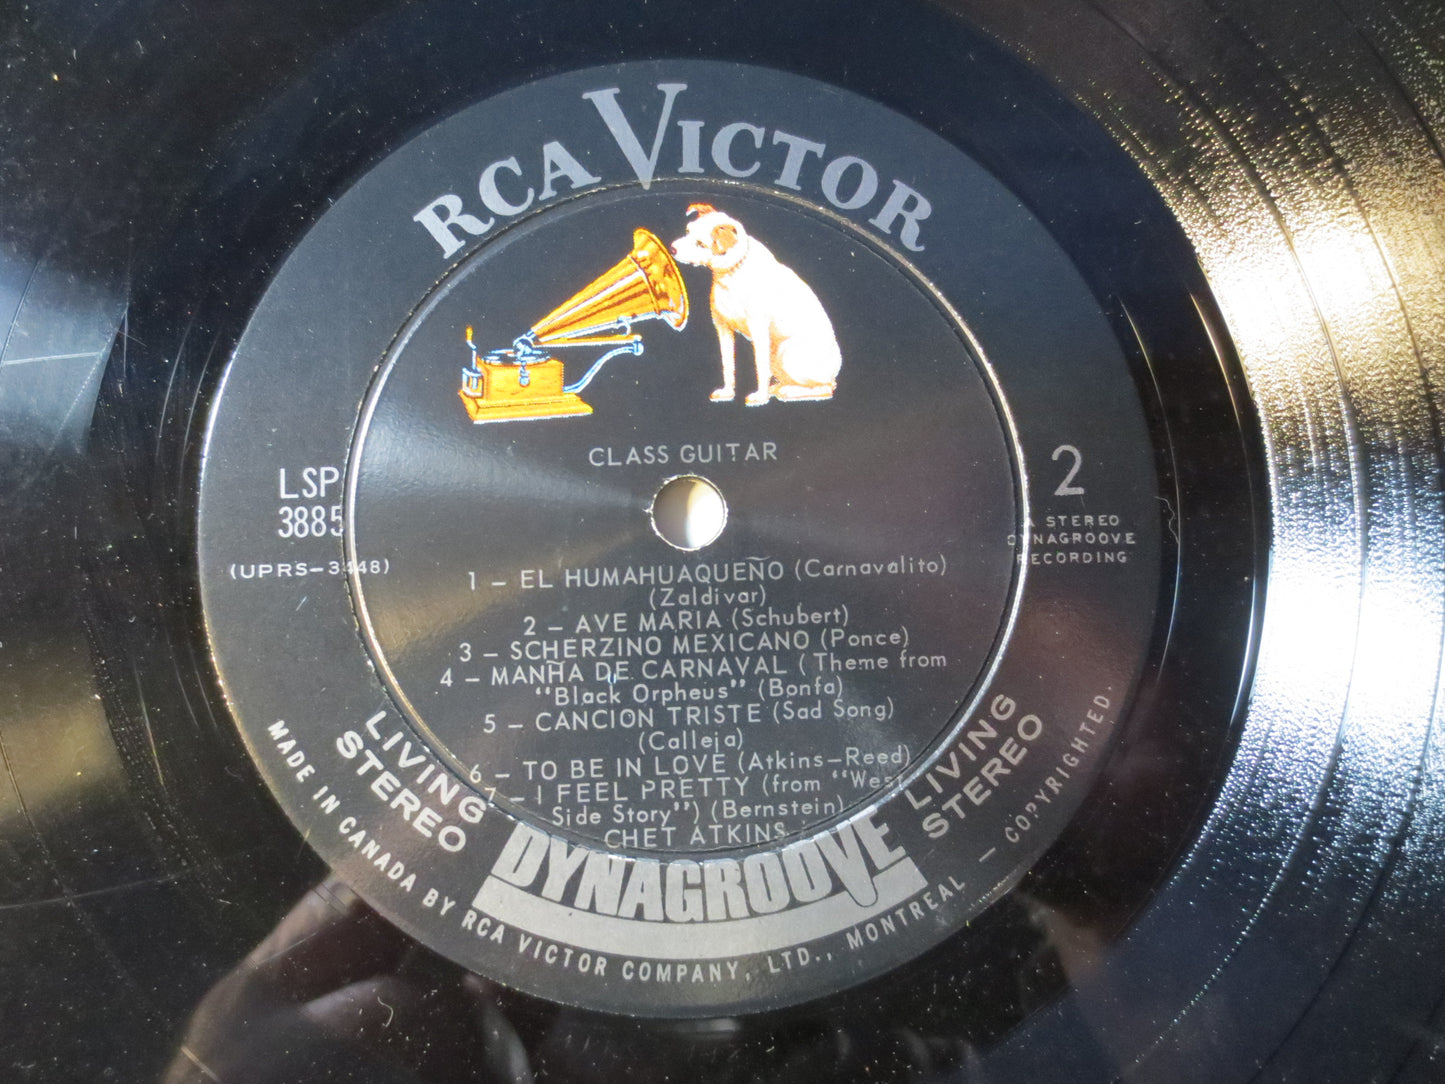 RCA VICTOR
CLASS GUITAR
LSP
3885
(UPRS-3448)
2
A STEREO
DYNAGROOVE
RECORDING
1 – EL HUMAHUAQUEÑO (Carnavalito)
(Zaldivar)
2 – AVE MARIA (Schubert)
3 – SCHERZINO MEXICANO (Ponce)
4 – MANHÃ DE CARNAVAL (Theme from
"Black Orpheus" (Bonfa)
5 – CANCION TRISTE (Sad Song)
(Calleja)
6 – TO BE IN LOVE (Atkins–Reed)
7 – I FEEL PRETTY (from "West
Side Story") (Bernstein)
CHET ATKINS
LIVING
STEREO
DYNAGROOVE
LIVING
STEREO
MADE IN CANADA BY RCA VICTOR COMPANY, LTD., MONTREAL – COPYRIGHTED.